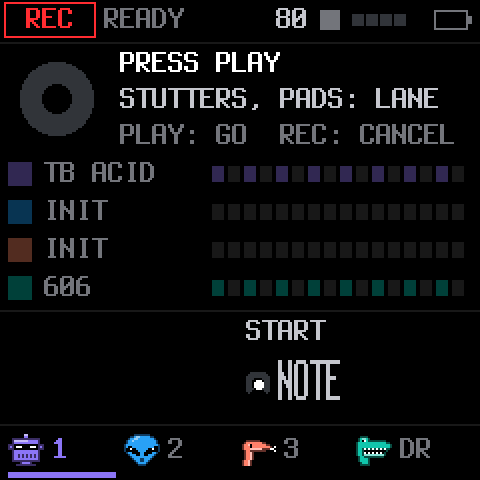 REC READY 80
PRESS PLAY
STUTTERS, PADS: LANE
PLAY: GO REC: CANCEL
TB ACID
INIT
INIT
606
START
NOTE
1 2 3 DR